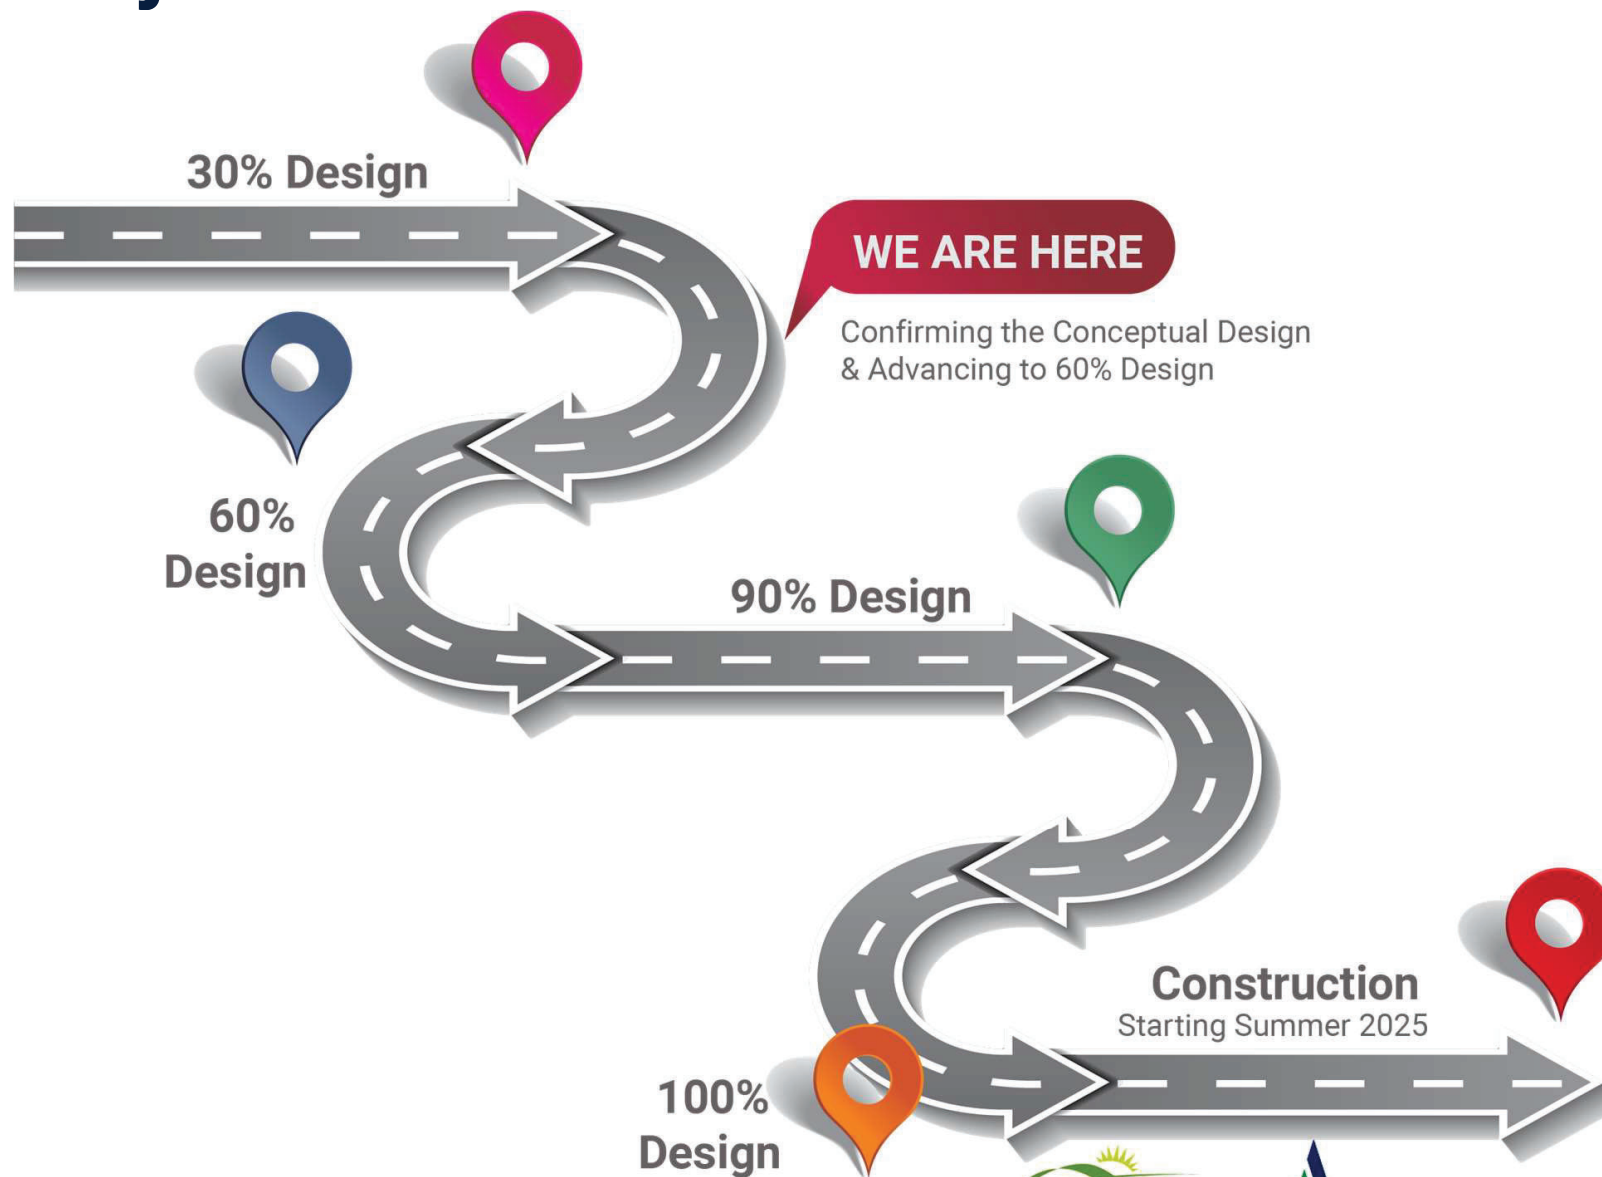 30% Design
WE ARE HERE
Confirming the Conceptual Design
& Advancing to 60% Design
60%
Design
90% Design
Construction
Starting Summer 2025
100%
Design